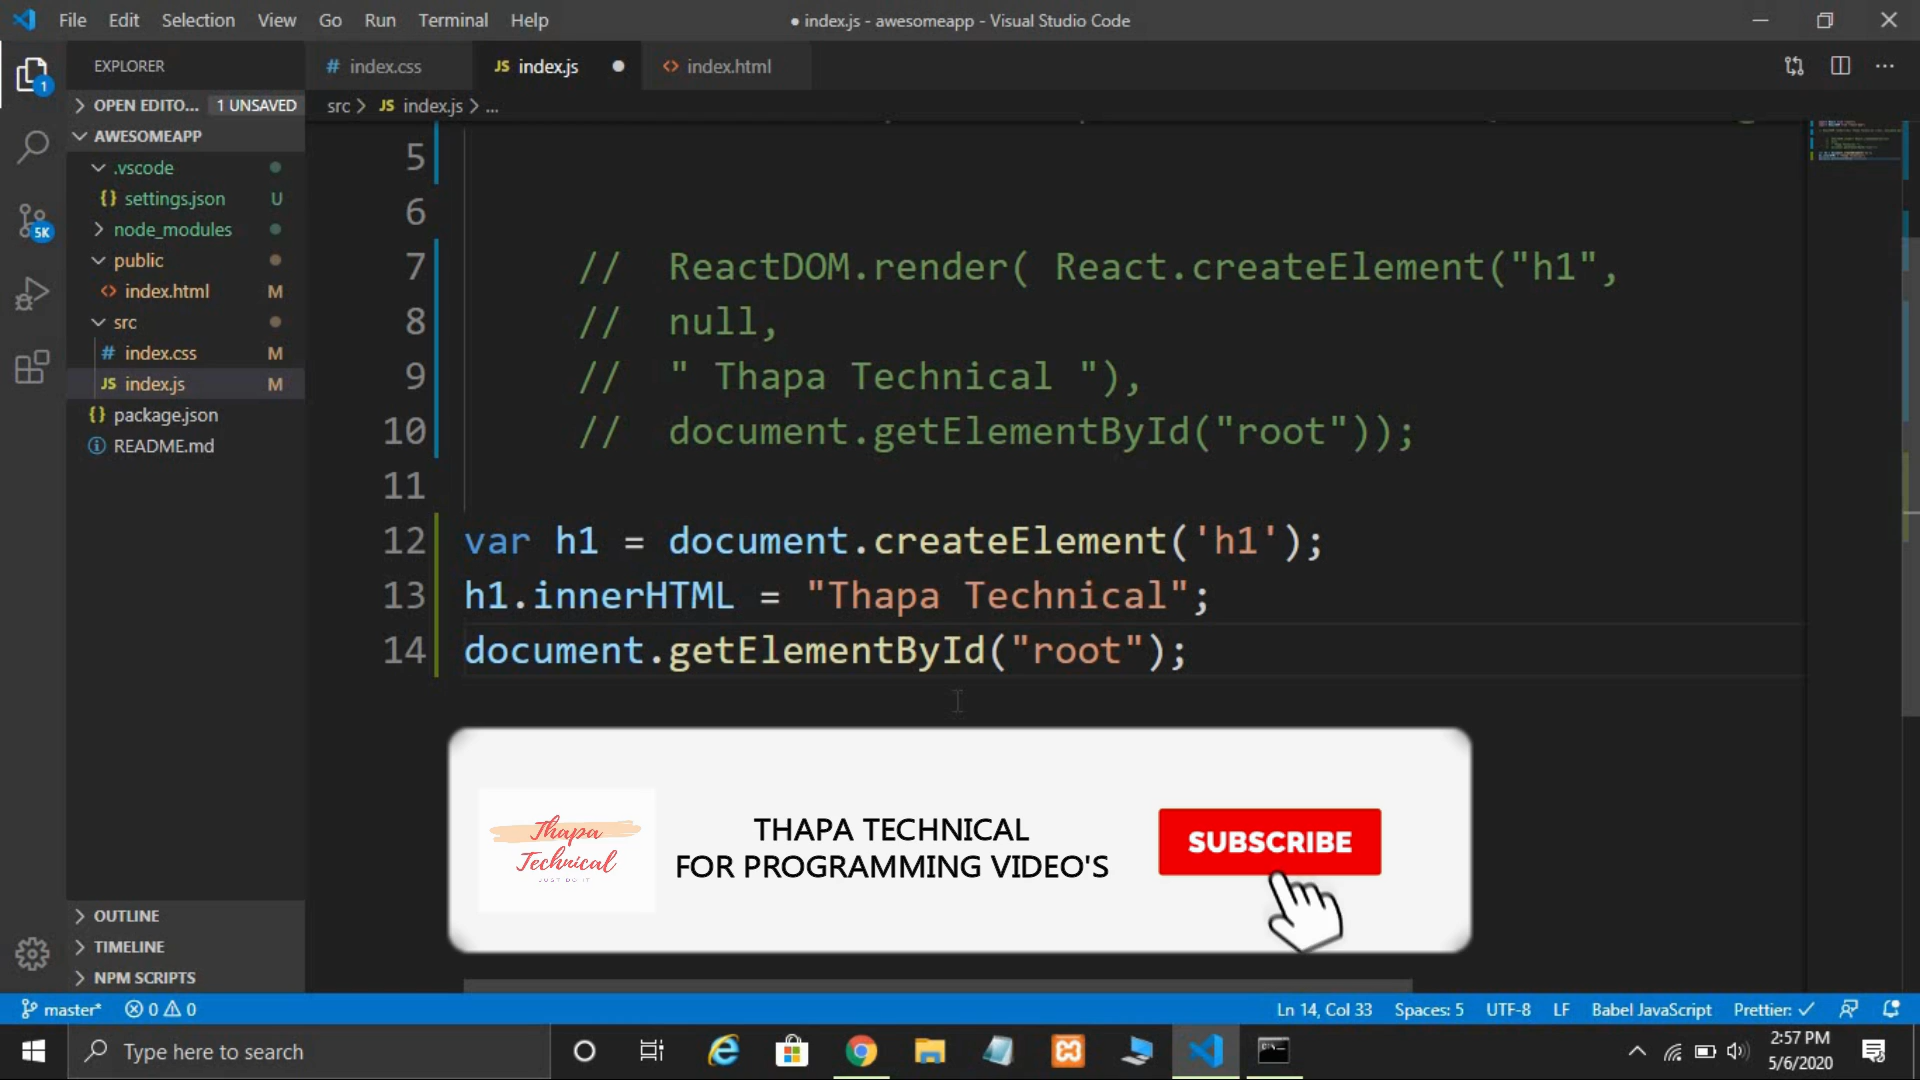 File Edit Selection View Go Run Terminal Help
● index.js - awesomeapp - Visual Studio Code
EXPLORER
# index.css
JS index.js
<> index.html
OPEN EDITO... 1 UNSAVED
src > JS index.js > ...
AWESOMEAPP
.vscode
{} settings.json U
node_modules
public
<> index.html M
src
# index.css M
JS index.js M
{} package.json
README.md
1
5K
5
6
7 // ReactDOM.render( React.createElement("h1",
8 // null,
9 // " Thapa Technical "),
10 // document.getElementById("root"));
11
12 var h1 = document.createElement('h1');
13 h1.innerHTML = "Thapa Technical";
14 document.getElementById("root");
Thapa
Technical
JUST DO IT
THAPA TECHNICAL
FOR PROGRAMMING VIDEO'S
SUBSCRIBE
OUTLINE
TIMELINE
NPM SCRIPTS
master* 0 0
Ln 14, Col 33 Spaces: 5 UTF-8 LF Babel JavaScript Prettier: ✓
Type here to search
2:57 PM
5/6/2020